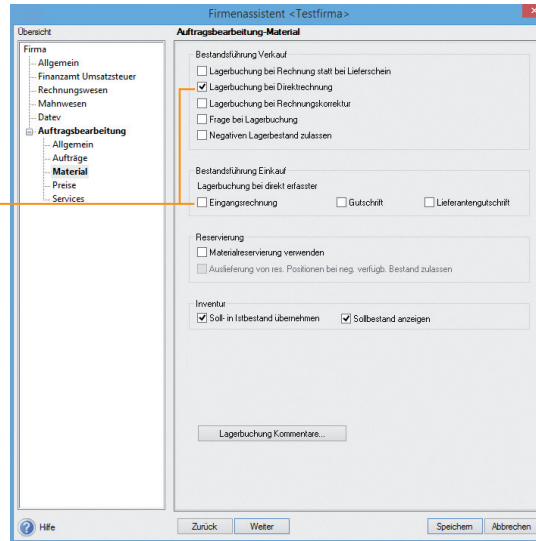 Firmenassistent <Testfirma>
Übersicht
Firma
Allgemein
Finanzamt Umsatzsteuer
Rechnungswesen
Mahnwesen
Datev
Auftragsbearbeitung
Allgemein
Aufträge
Material
Preise
Services
Auftragsbearbeitung-Material
Bestandsführung Verkauf
Lagerbuchung bei Rechnung statt bei Lieferschein
Lagerbuchung bei Direktrechnung
Lagerbuchung bei Rechnungskorrektur
Frage bei Lagerbuchung
Negativen Lagerbestand zulassen
Bestandsführung Einkauf
Lagerbuchung bei direkt erfasster
Eingangsrechnung Gutschrift Lieferantengutschrift
Reservierung
Materialreservierung verwenden
Auslieferung von res. Positionen bei neg. verfügb. Bestand zulassen
Inventur
Soll- in Istbestand übernehmen Sollbestand anzeigen
Lagerbuchung Kommentare...
Hilfe Zurück Weiter Speichern Abbrechen